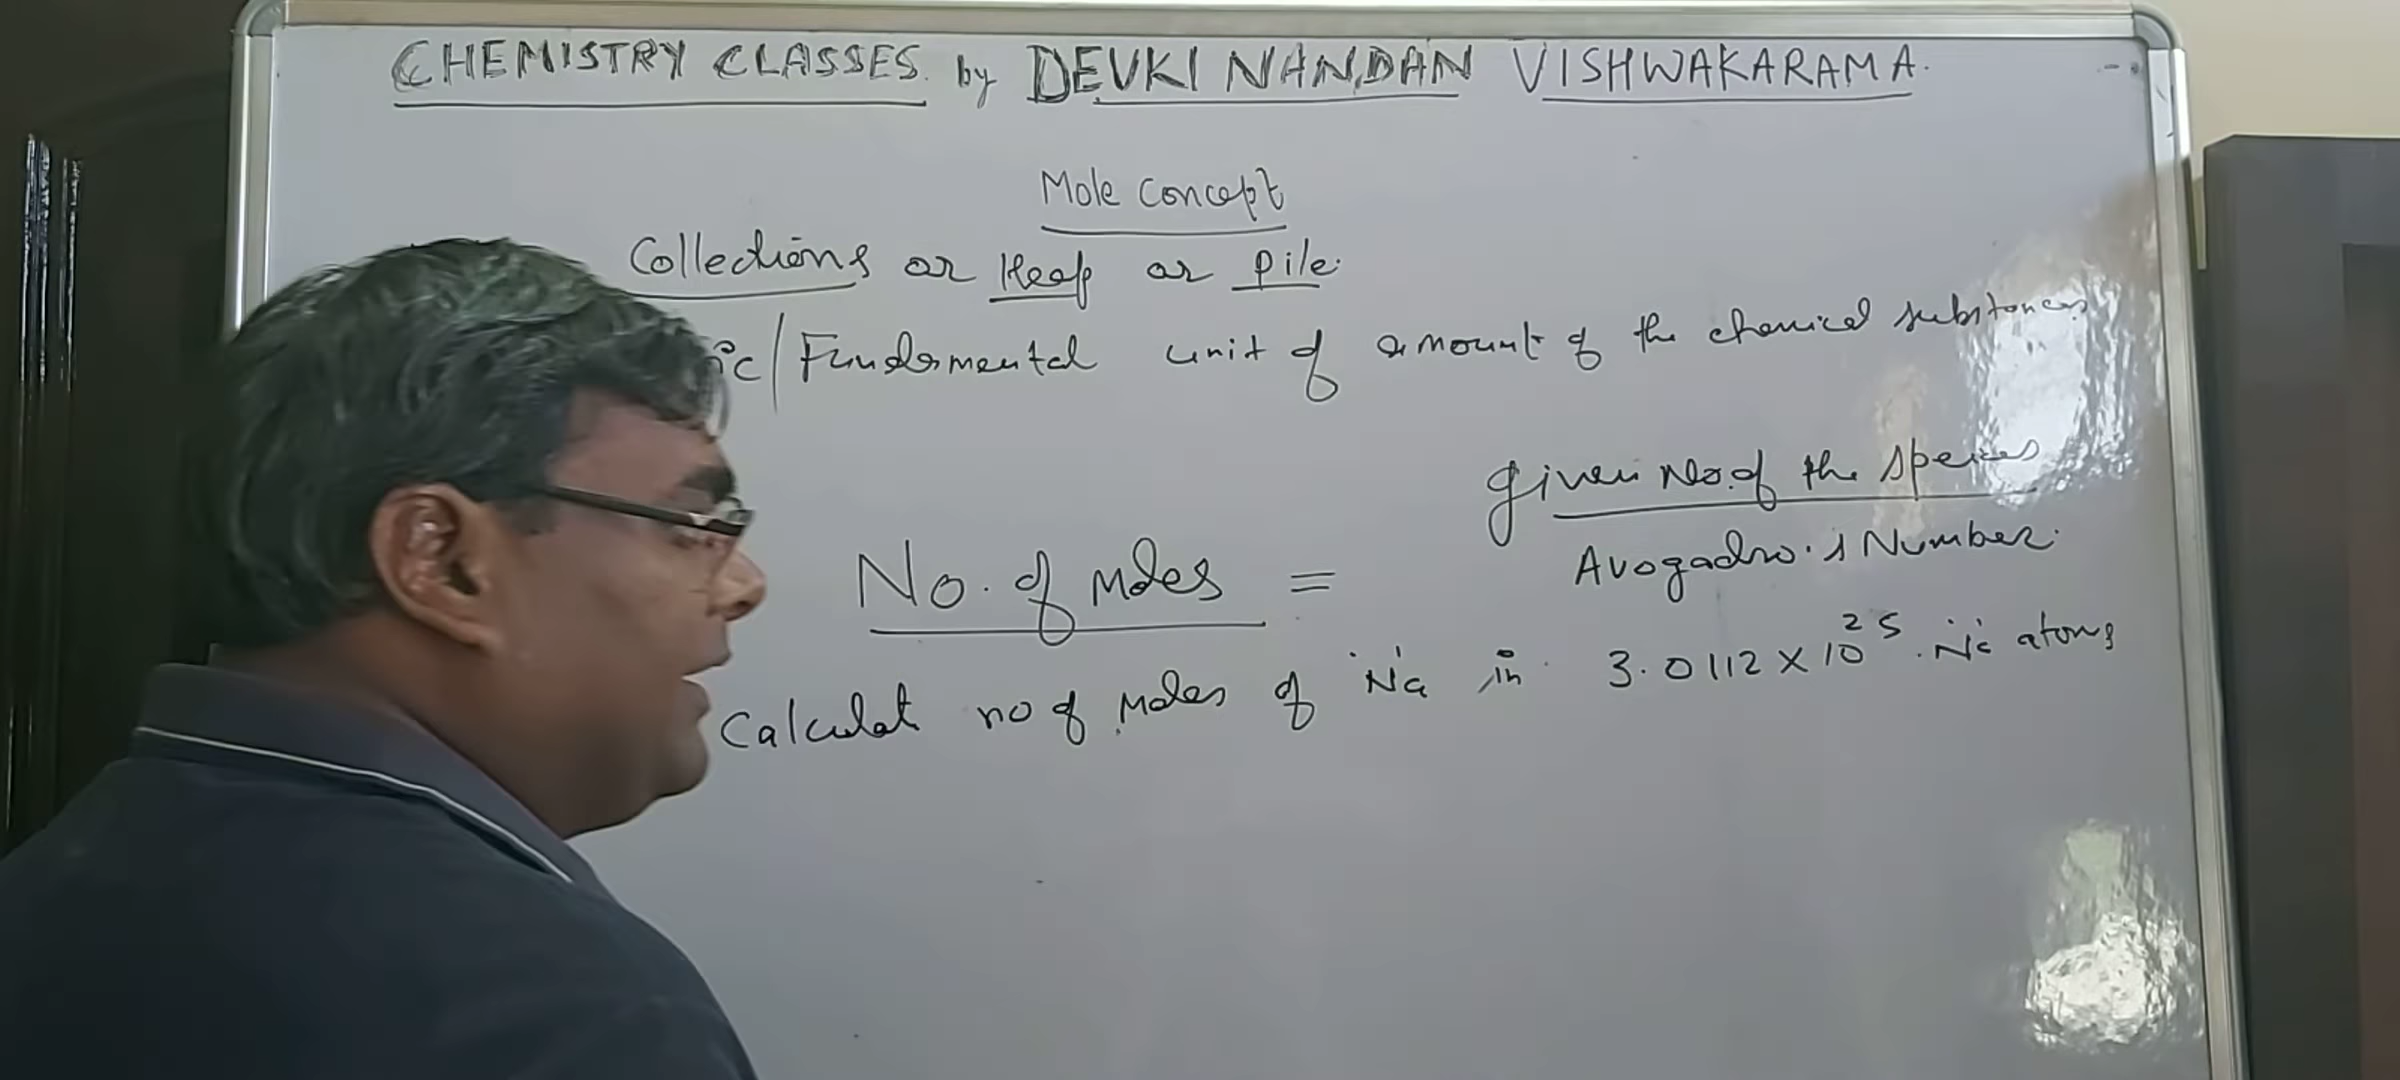 CHEMISTRY CLASSES. by DEVKI NANDAN VISHWAKARAMA.
Mole Concept
Collections or Heap or Pile.
ic/Fundamental unit of amount of the chemical substances
given No. of the species
No. of moles =
Avogadro's Number.
Calculat no of moles of Na in 3.0112 X 10²⁵ Na atoms